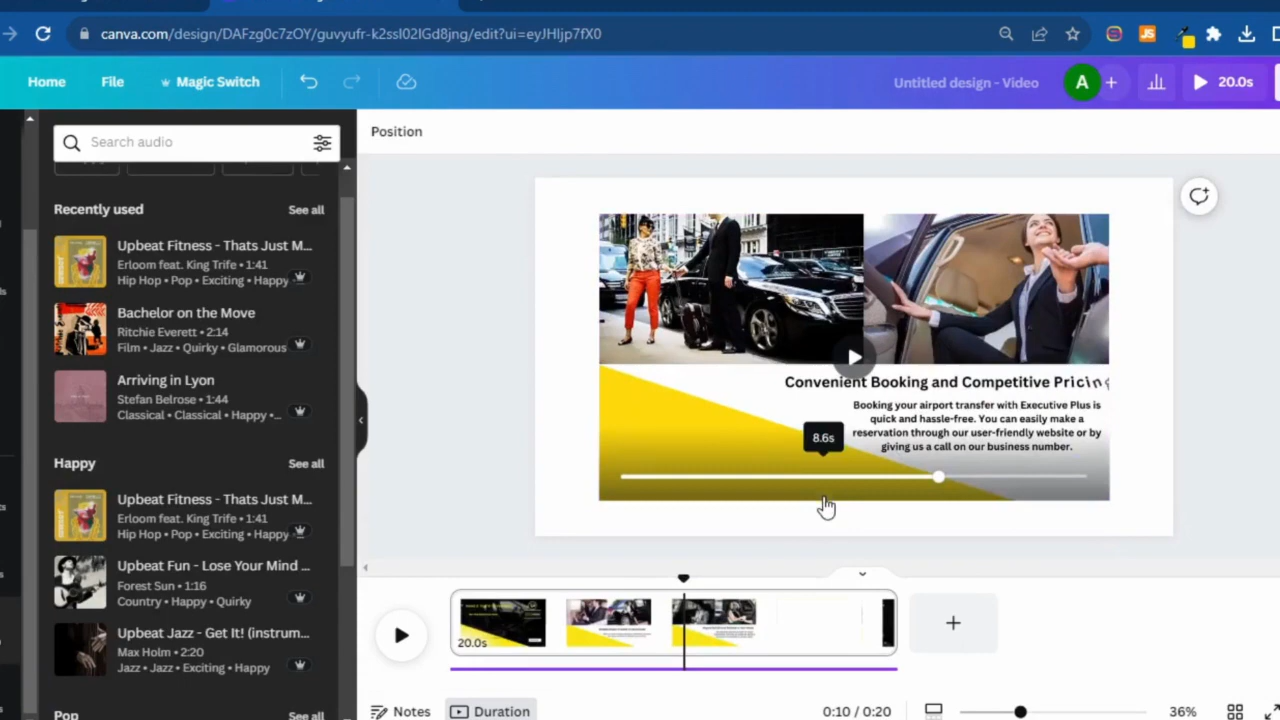 canva.com/design/DAFzg0c7zOY/guvyufr-k2ssl02IGd8jng/edit?ui=eyJHIjp7fX0
JS
Home
File
Magic Switch
Untitled design - Video
A
+
20.0s
Search audio
Position
Recently used
See all
Upbeat Fitness - Thats Just M...
Erloom feat. King Trife • 1:41
Hip Hop • Pop • Exciting • Happy
Bachelor on the Move
Ritchie Everett • 2:14
Film • Jazz • Quirky • Glamorous
Arriving in Lyon
Stefan Belrose • 1:44
Classical • Classical • Happy •...
Happy
See all
Upbeat Fitness - Thats Just M...
Erloom feat. King Trife • 1:41
Hip Hop • Pop • Exciting • Happy
Upbeat Fun - Lose Your Mind ...
Forest Sun • 1:16
Country • Happy • Quirky
Upbeat Jazz - Get It! (instrum...
Max Holm • 2:20
Jazz • Jazz • Exciting • Happy
Pop
See all
Convenient Booking and Competitive Pricing
Booking your airport transfer with Executive Plus is
quick and hassle-free. You can easily make a
reservation through our user-friendly website or by
giving us a call on our business number.
8.6s
20.0s
Notes
Duration
0:10 / 0:20
36%